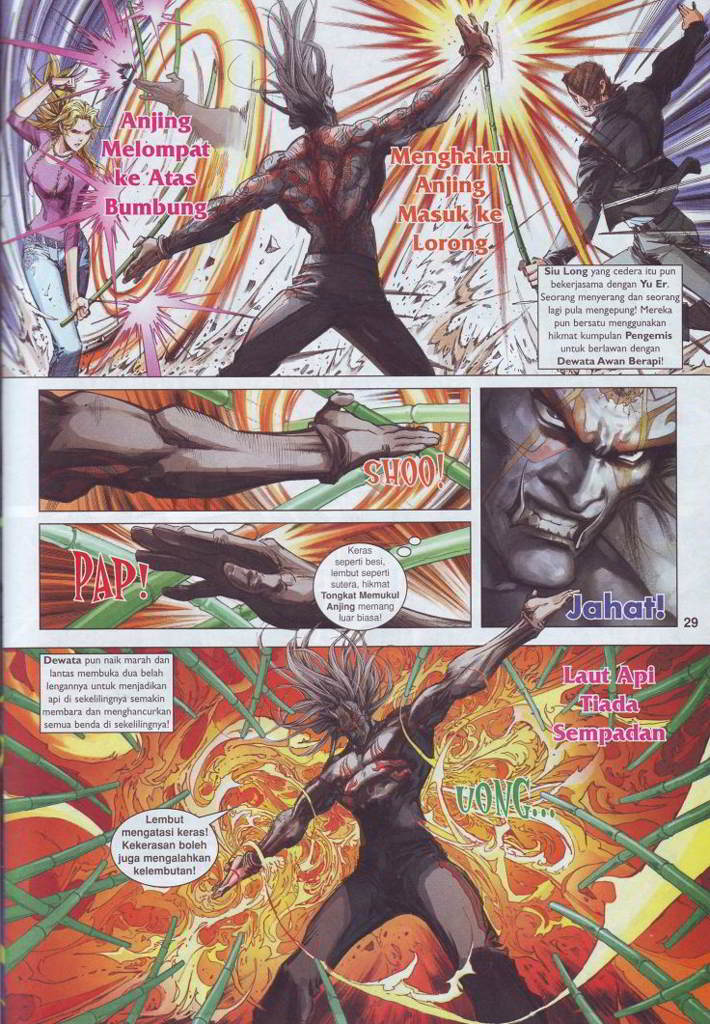 Anjing
Melompat
ke Atas
Bumbung
Menghalau
Anjing
Masuk ke
Lorong
Siu Long yang cedera itu pun
bekerjasama dengan Yu Er.
Seorang menyerang dan seorang
lagi pula mengepung! Mereka
pun bersatu menggunakan
hikmat kumpulan Pengemis
untuk berlawan dengan
Dewata Awan Berapi!
SHOO!
PAP!
Keras
seperti besi,
lembut seperti
sutera, hikmat
Tongkat Memukul
Anjing memang
luar biasa!
Jahat!
29
Dewata pun naik marah dan
lantas membuka dua belah
lengannya untuk menjadikan
api di sekelilingnya semakin
membara dan menghancurkan
semua benda di sekelilingnya!
Laut Api
Tiada
Sempadan
UONG...
Lembut
mengatasi keras!
Kekerasan boleh
juga mengalahkan
kelembutan!